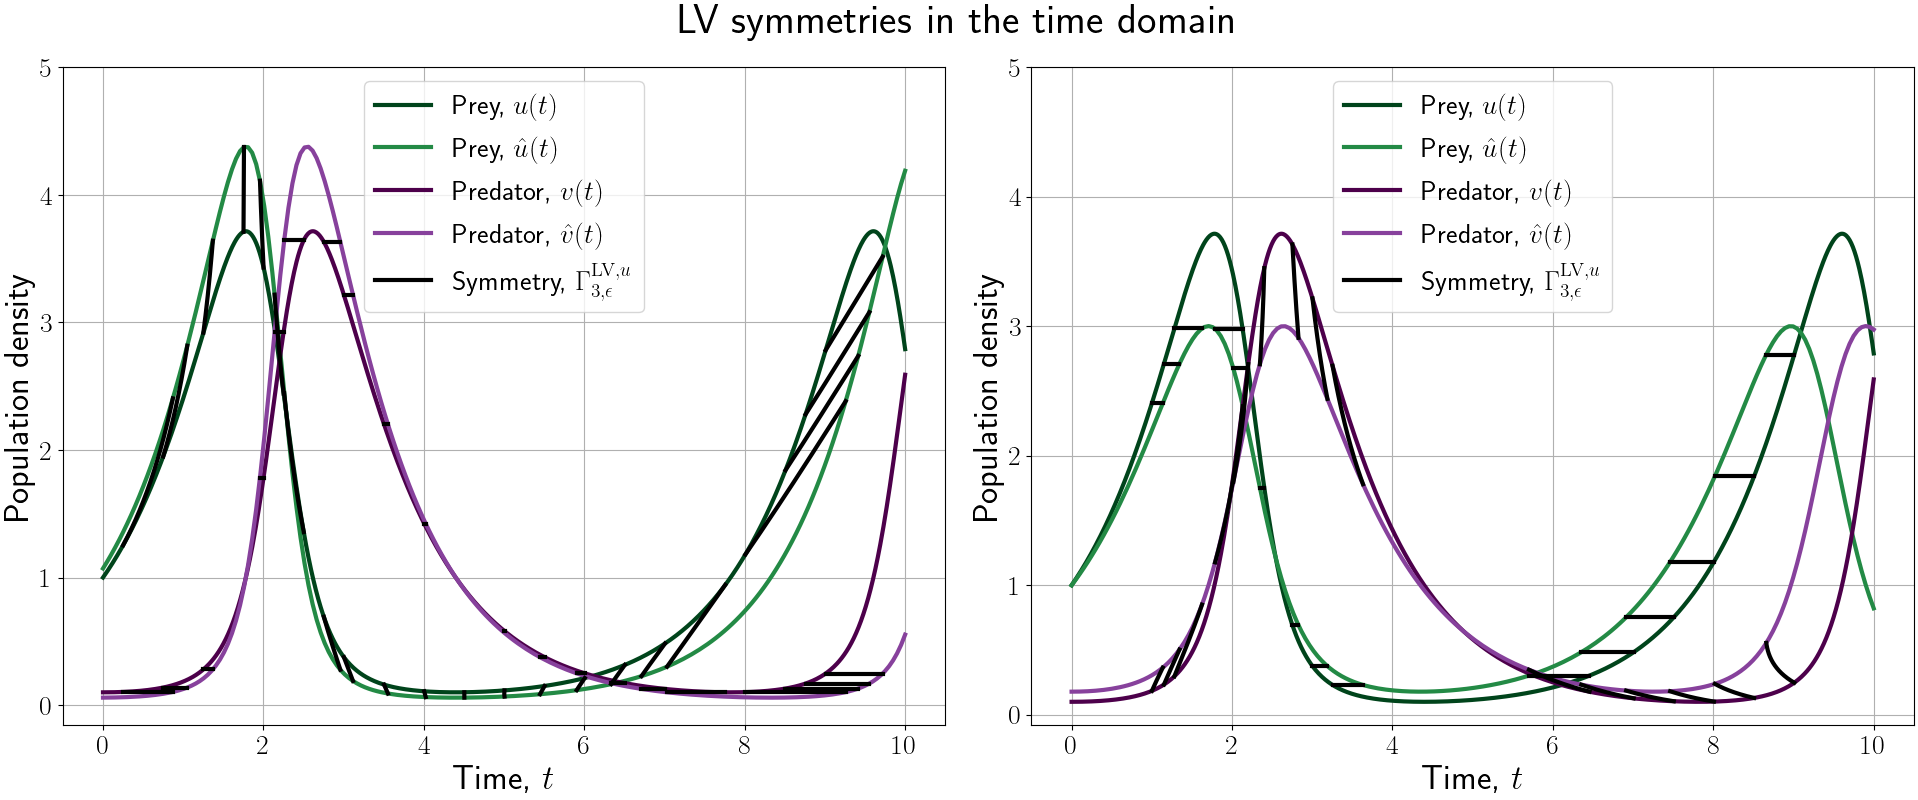 LV symmetries in the time domain
Population density
5
4
3
2
1
0
Prey, u(t)
Prey, û(t)
Predator, v(t)
Predator, v̂(t)
Symmetry, Γ₃,ϵ^LV,u
0 2 4 6 8 10
Time, t
Population density
5
4
3
2
1
0
Prey, u(t)
Prey, û(t)
Predator, v(t)
Predator, v̂(t)
Symmetry, Γ₃,ϵ^LV,u
0 2 4 6 8 10
Time, t